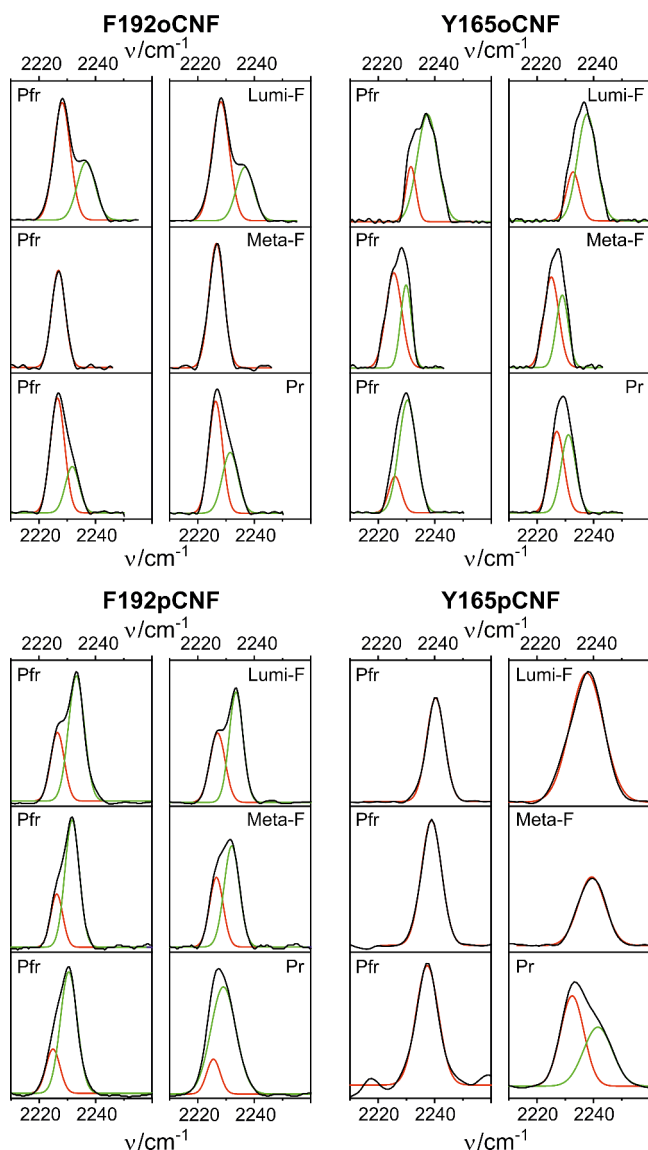 F192oCNF Y165oCNF
ν/cm⁻¹ ν/cm⁻¹
2220 2240 2220 2240 2220 2240 2220 2240
Pfr Lumi-F Pfr Lumi-F
Pfr Meta-F Pfr Meta-F
Pfr Pr Pfr Pr
2220 2240 2220 2240 2220 2240 2220 2240
ν/cm⁻¹ ν/cm⁻¹
F192pCNF Y165pCNF
ν/cm⁻¹ ν/cm⁻¹
2220 2240 2220 2240 2220 2240 2220 2240
Pfr Lumi-F Pfr Lumi-F
Pfr Meta-F Pfr Meta-F
Pfr Pr Pfr Pr
2220 2240 2220 2240 2220 2240 2220 2240
ν/cm⁻¹ ν/cm⁻¹